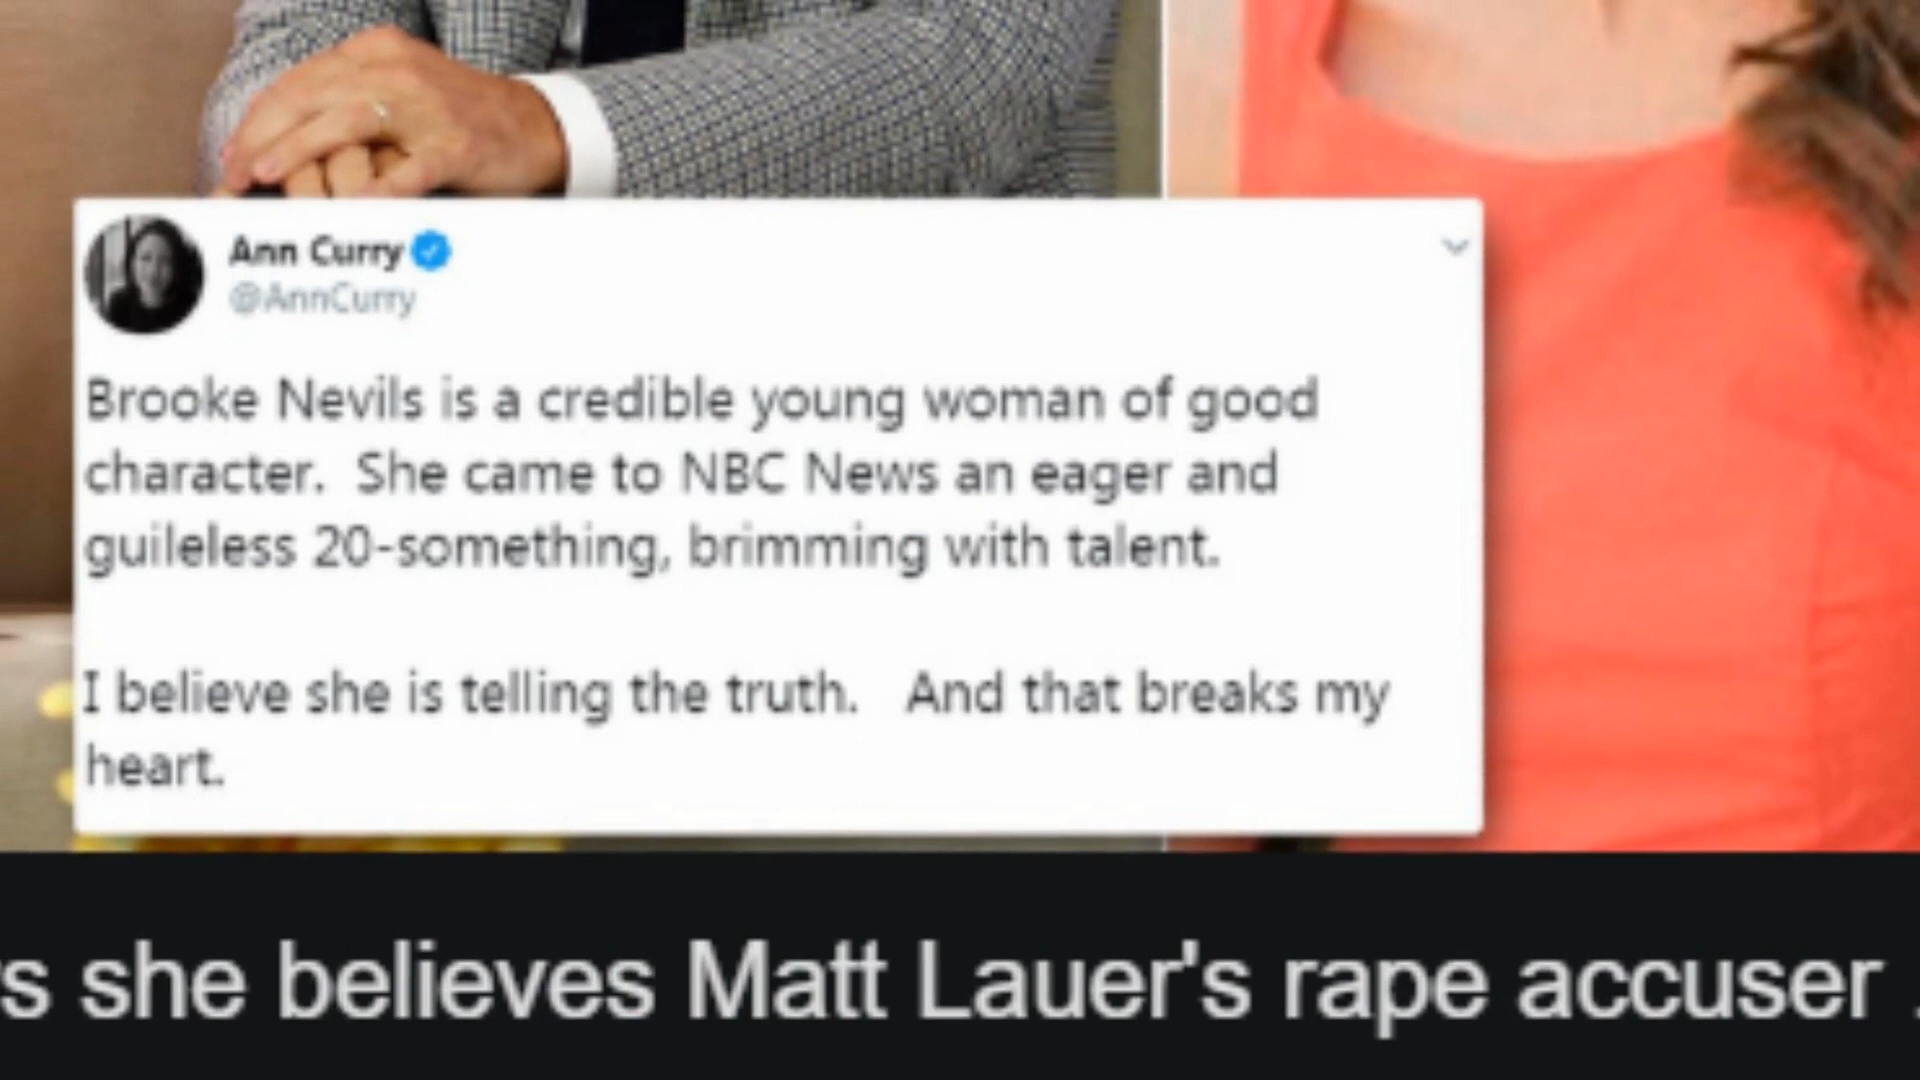 Ann Curry
@AnnCurry
Brooke Nevils is a credible young woman of good
character.  She came to NBC News an eager and
guileless 20-something, brimming with talent.
I believe she is telling the truth.   And that breaks my
heart.
s she believes Matt Lauer's rape accuser